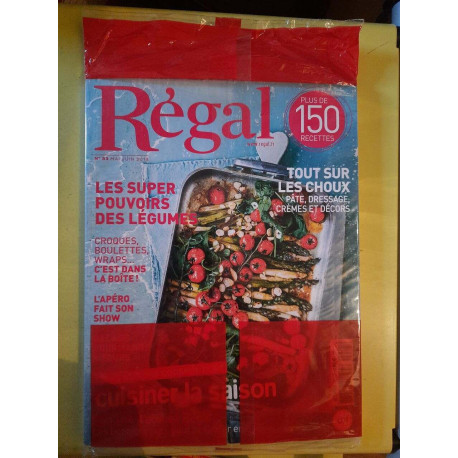 Régal
PLUS DE
150
RECETTES
TOUT SUR
LES CHOUX
PÂTE, DRESSAGE,
CRÈMES ET DÉCORS
LES SUPER
POUVOIRS
DES LÉGUMES
CROQUES,
BOULETTES,
WRAPS...
C'EST DANS
LA BOÎTE !
L'APÉRO
FAIT SON
SHOW
cuisiner la saison